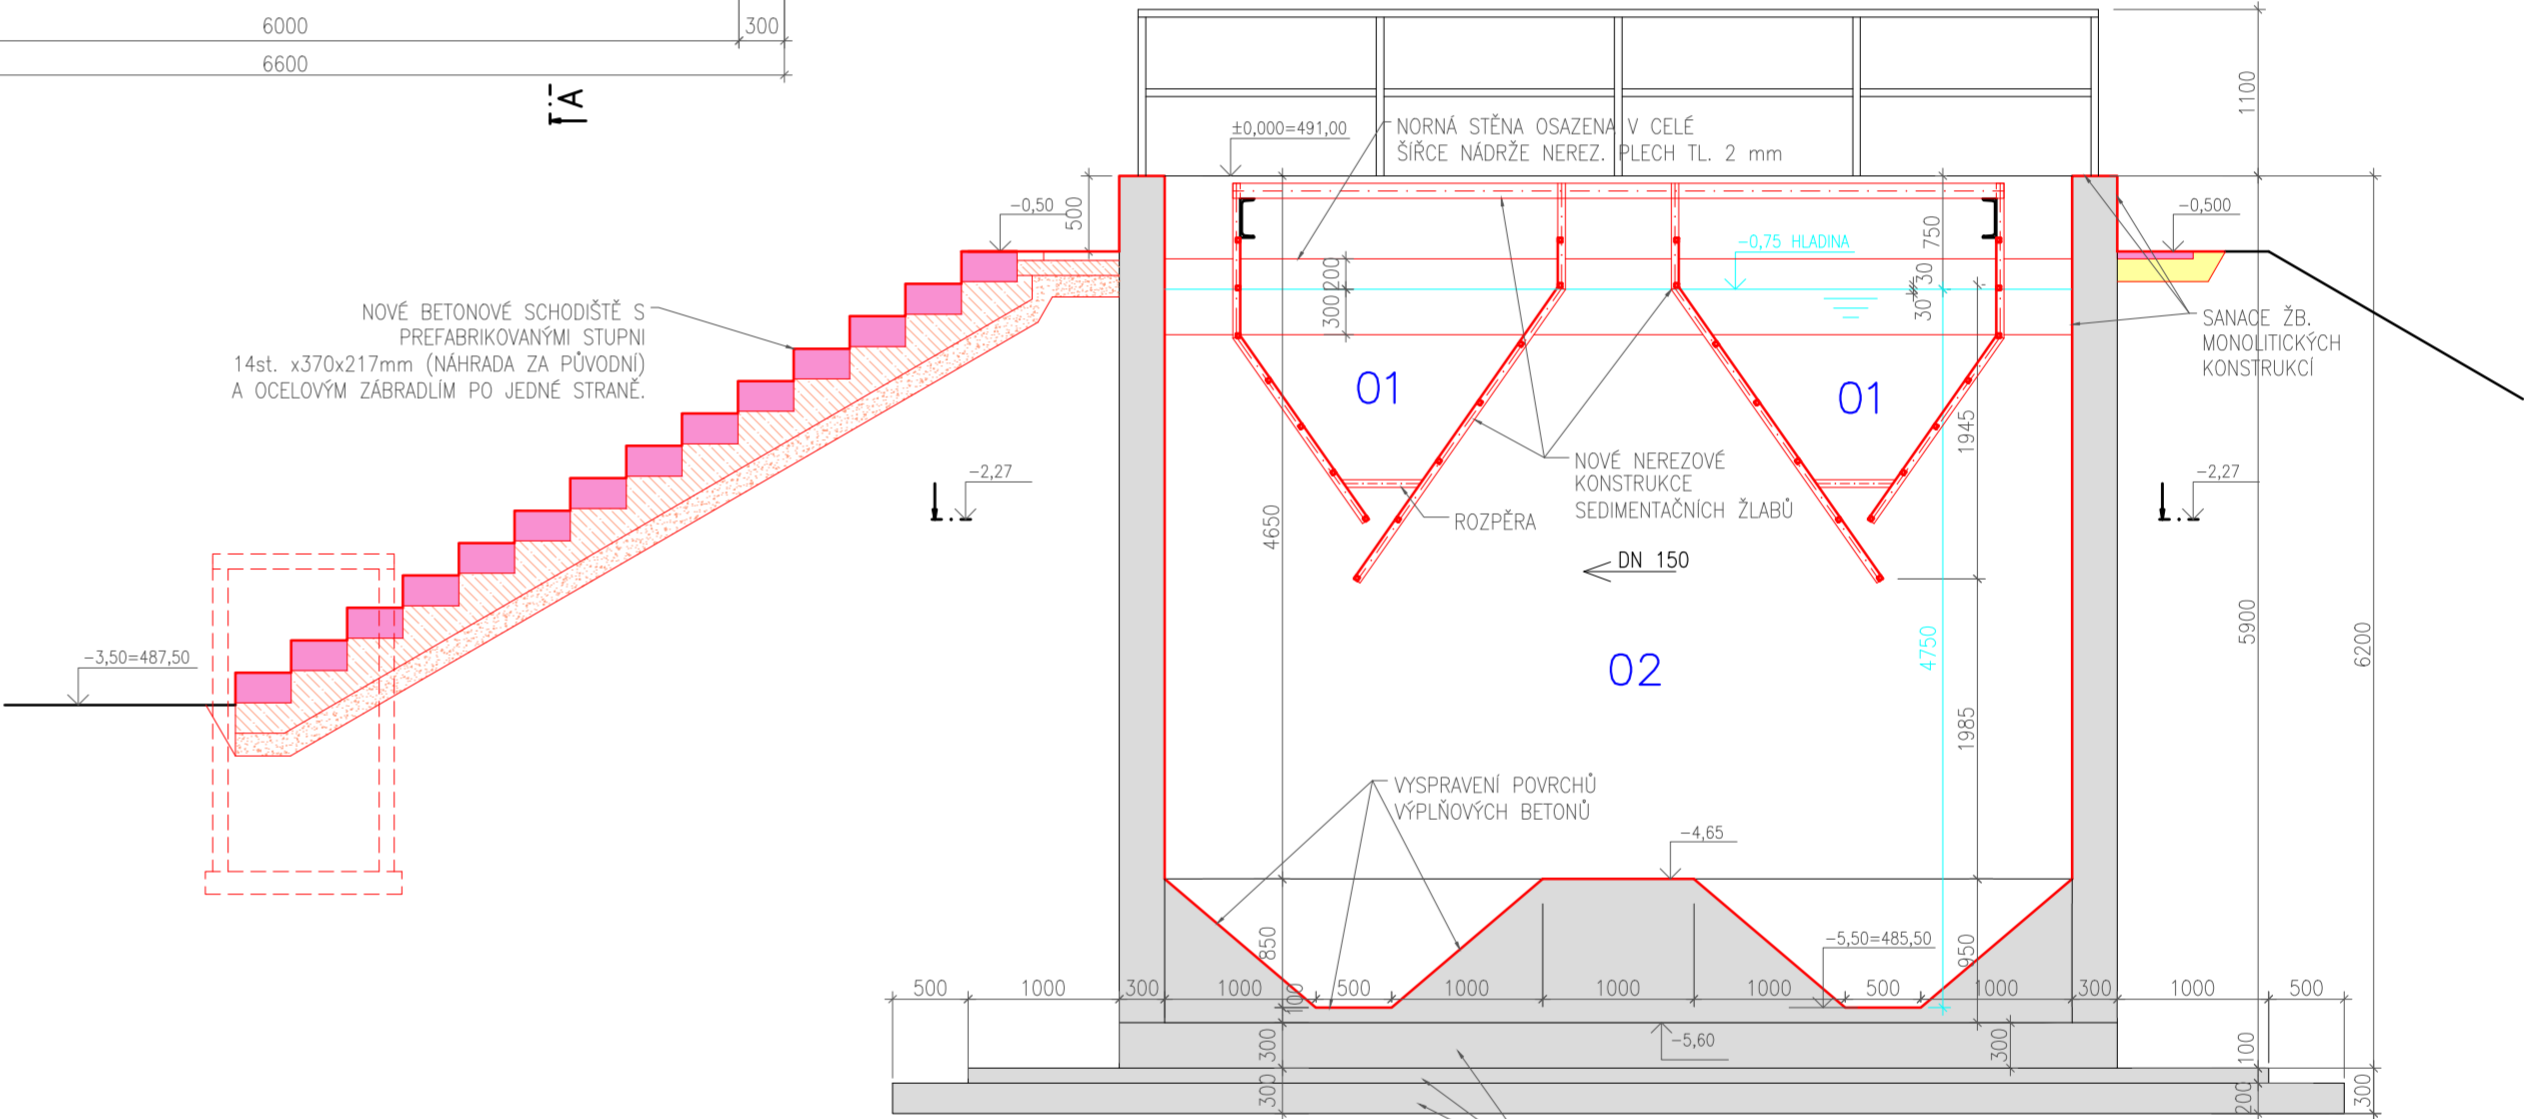 6000
300
6600
A
1100
±0,000=491,00
NORNÁ STĚNA OSAZENA V CELÉ
ŠÍŘCE NÁDRŽE NEREZ. PLECH TL. 2 mm
-0,50
500
-0,75 HLADINA
750
-0,500
200
30
300
30
NOVÉ BETONOVÉ SCHODIŠTĚ S
PREFABRIKOVANÝMI STUPNI
14st. x370x217mm (NÁHRADA ZA PŮVODNÍ)
A OCELOVÝM ZÁBRADLÍM PO JEDNÉ STRANĚ.
SANACE ŽB.
MONOLITICKÝCH
KONSTRUKCÍ
01
01
1945
-2,27
NOVÉ NEREZOVÉ
KONSTRUKCE
SEDIMENTAČNÍCH ŽLABŮ
-2,27
4650
ROZPĚRA
DN 150
5900
6200
4750
02
-3,50=487,50
1985
VYSPRAVENÍ POVRCHŮ
VÝPLŇOVÝCH BETONŮ
-4,65
850
-5,50=485,50
950
500
1000
300
1000
100
500
1000
1000
1000
500
1000
300
1000
500
300
-5,60
300
100
300
200
300